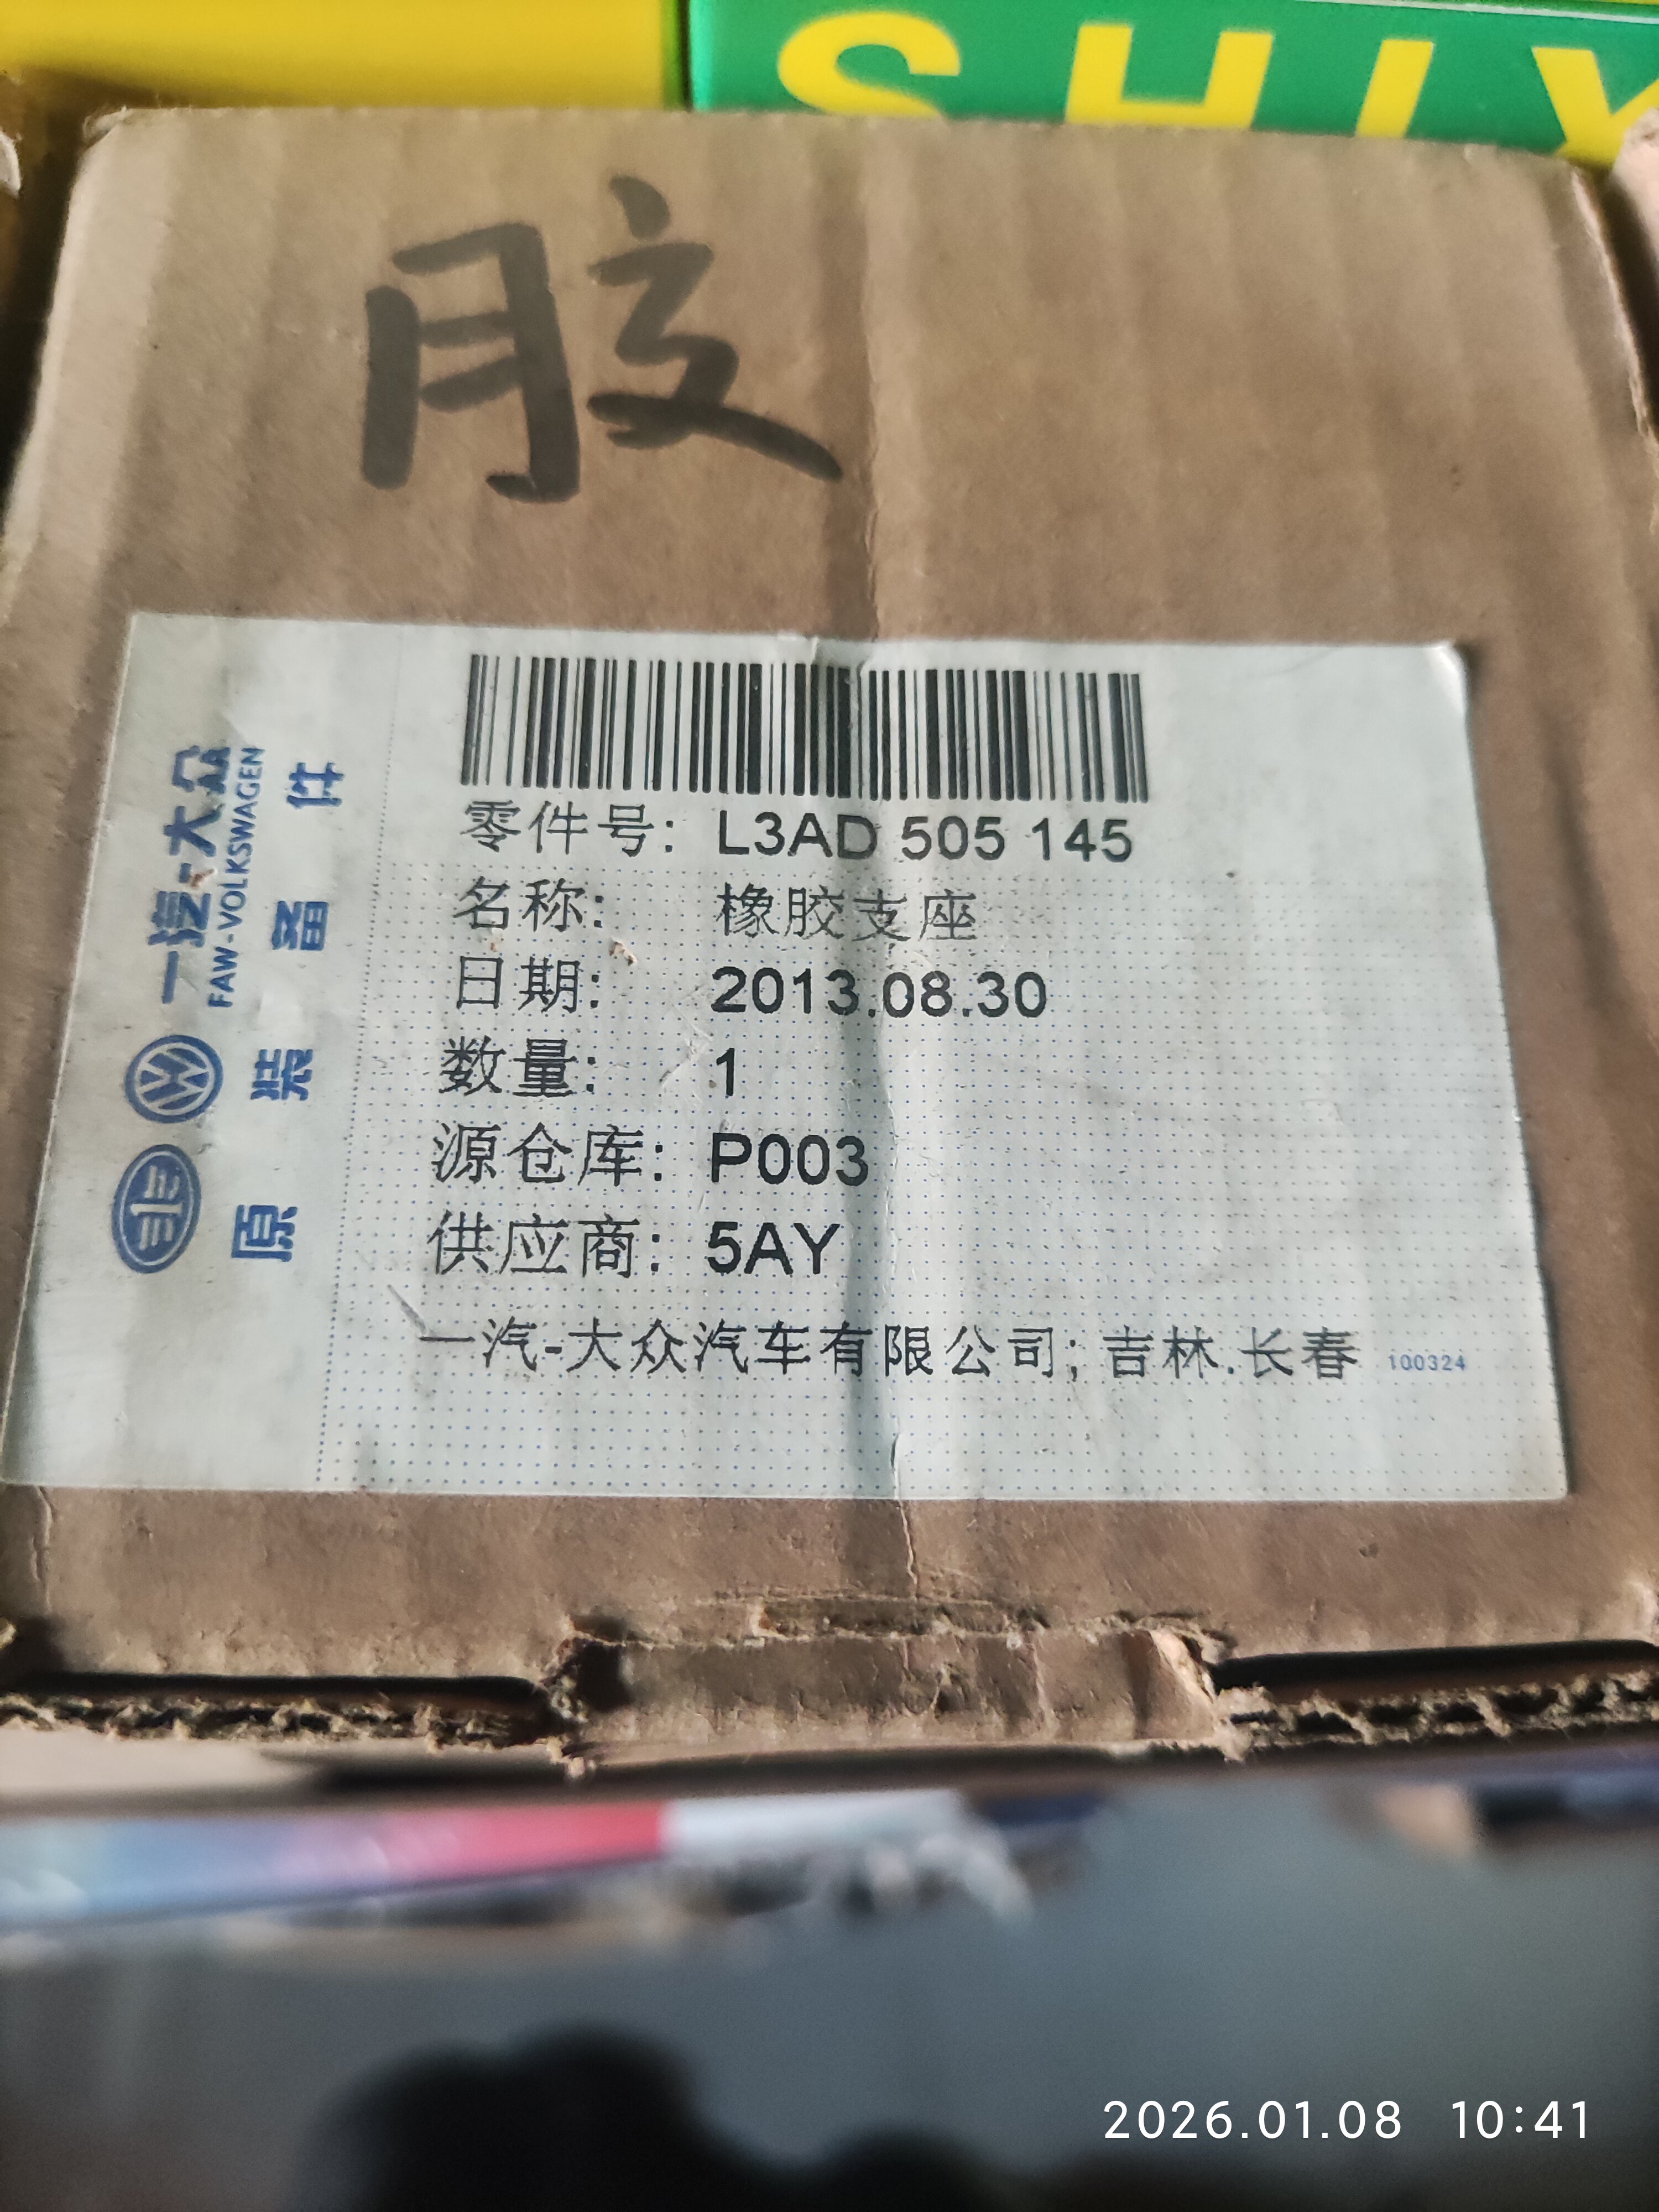 SHIY
胶
零件号: L3AD 505 145
名称: 橡胶支座
日期: 2013.08.30
数量: 1
源仓库: P003
供应商: 5AY
一汽-大众汽车有限公司; 吉林.长春 100324
一汽-大众
FAW-VOLKSWAGEN
原装备件
2026.01.08 10:41